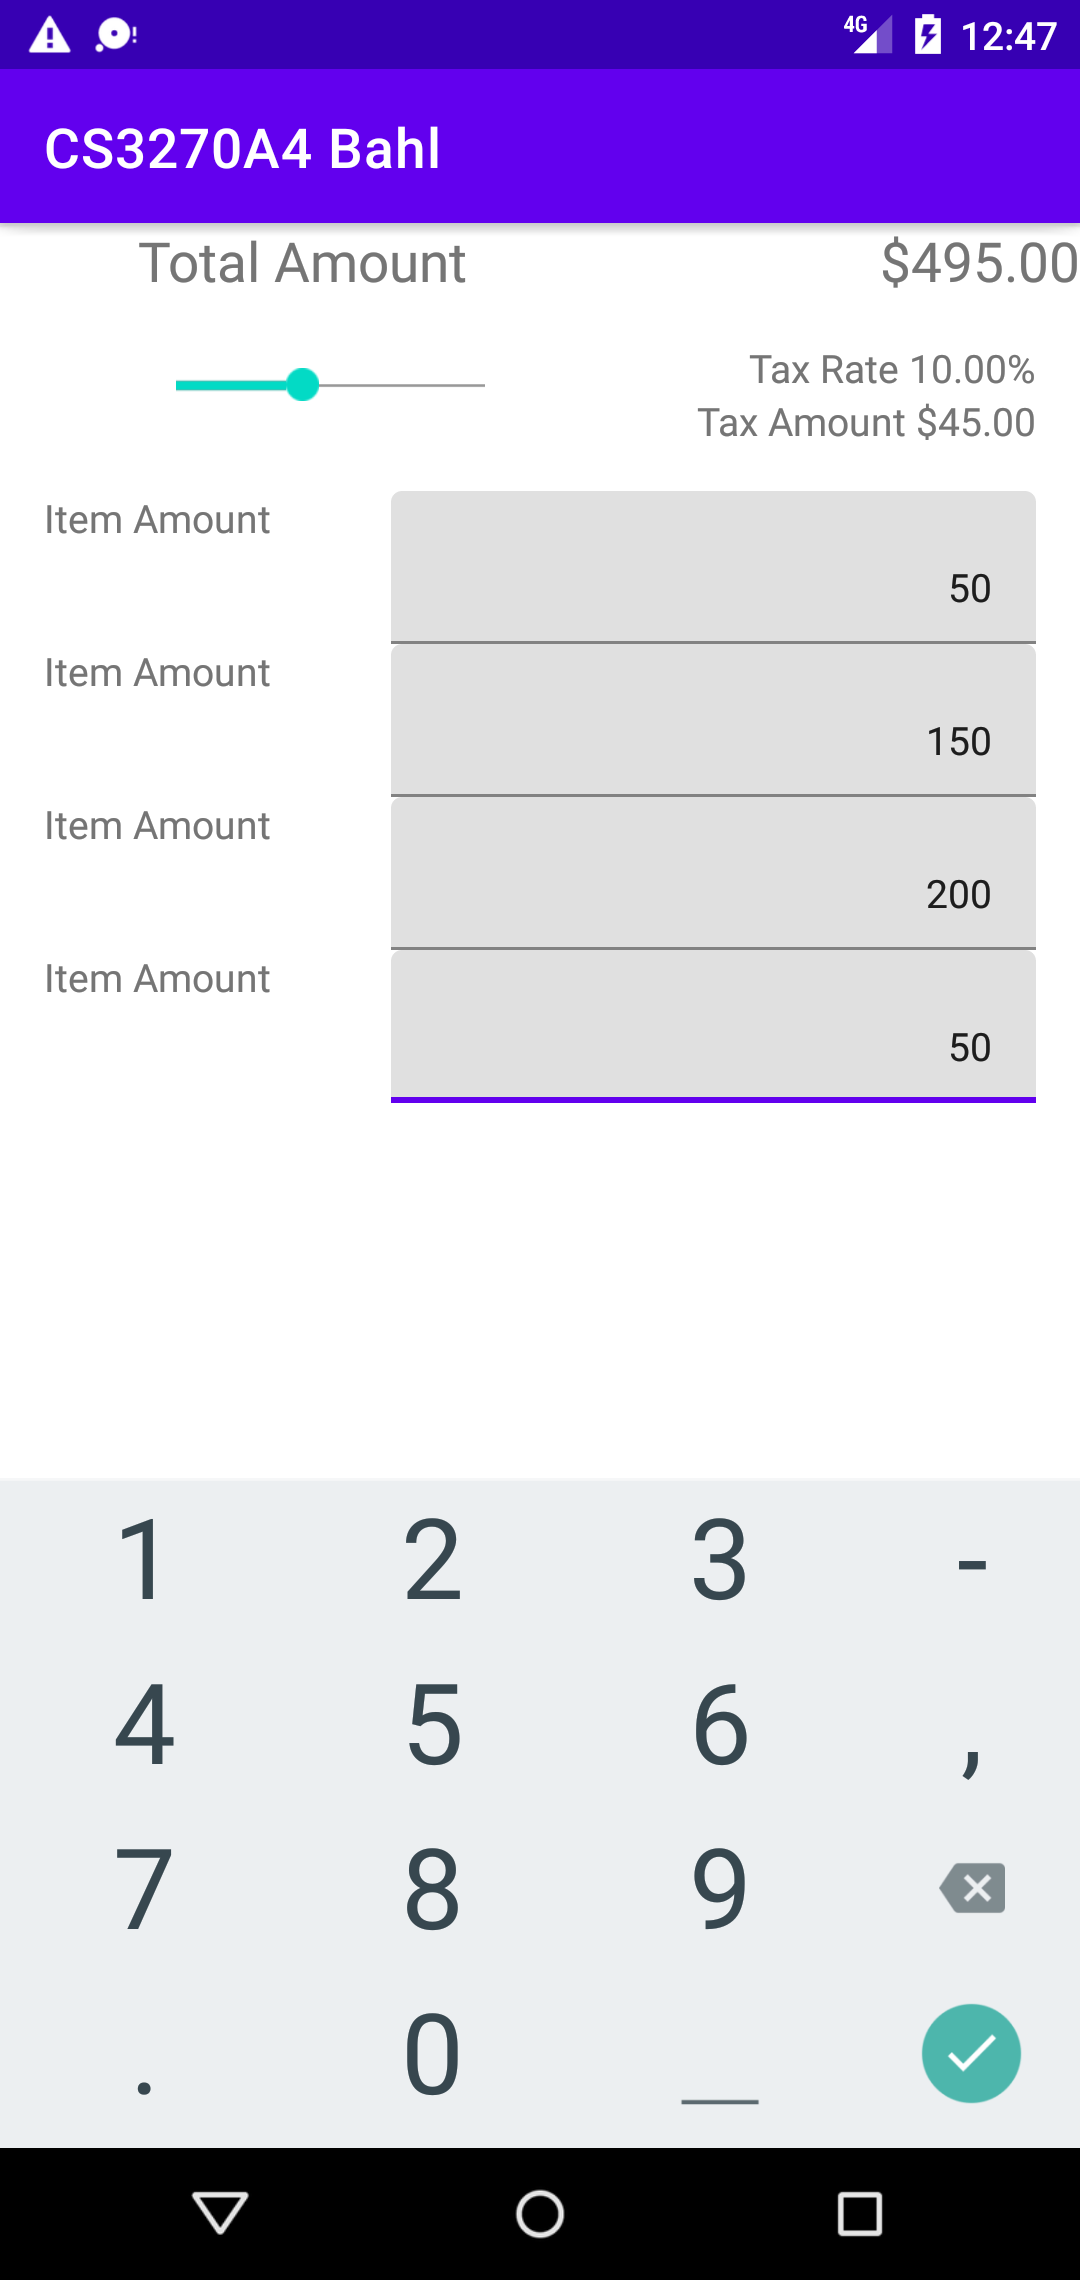 4G 12:47
CS3270A4 Bahl
Total Amount $495.00
Tax Rate 10.00%
Tax Amount $45.00
Item Amount
50
Item Amount
150
Item Amount
200
Item Amount
50
1 2 3 -
4 5 6 ,
7 8 9
. 0 _